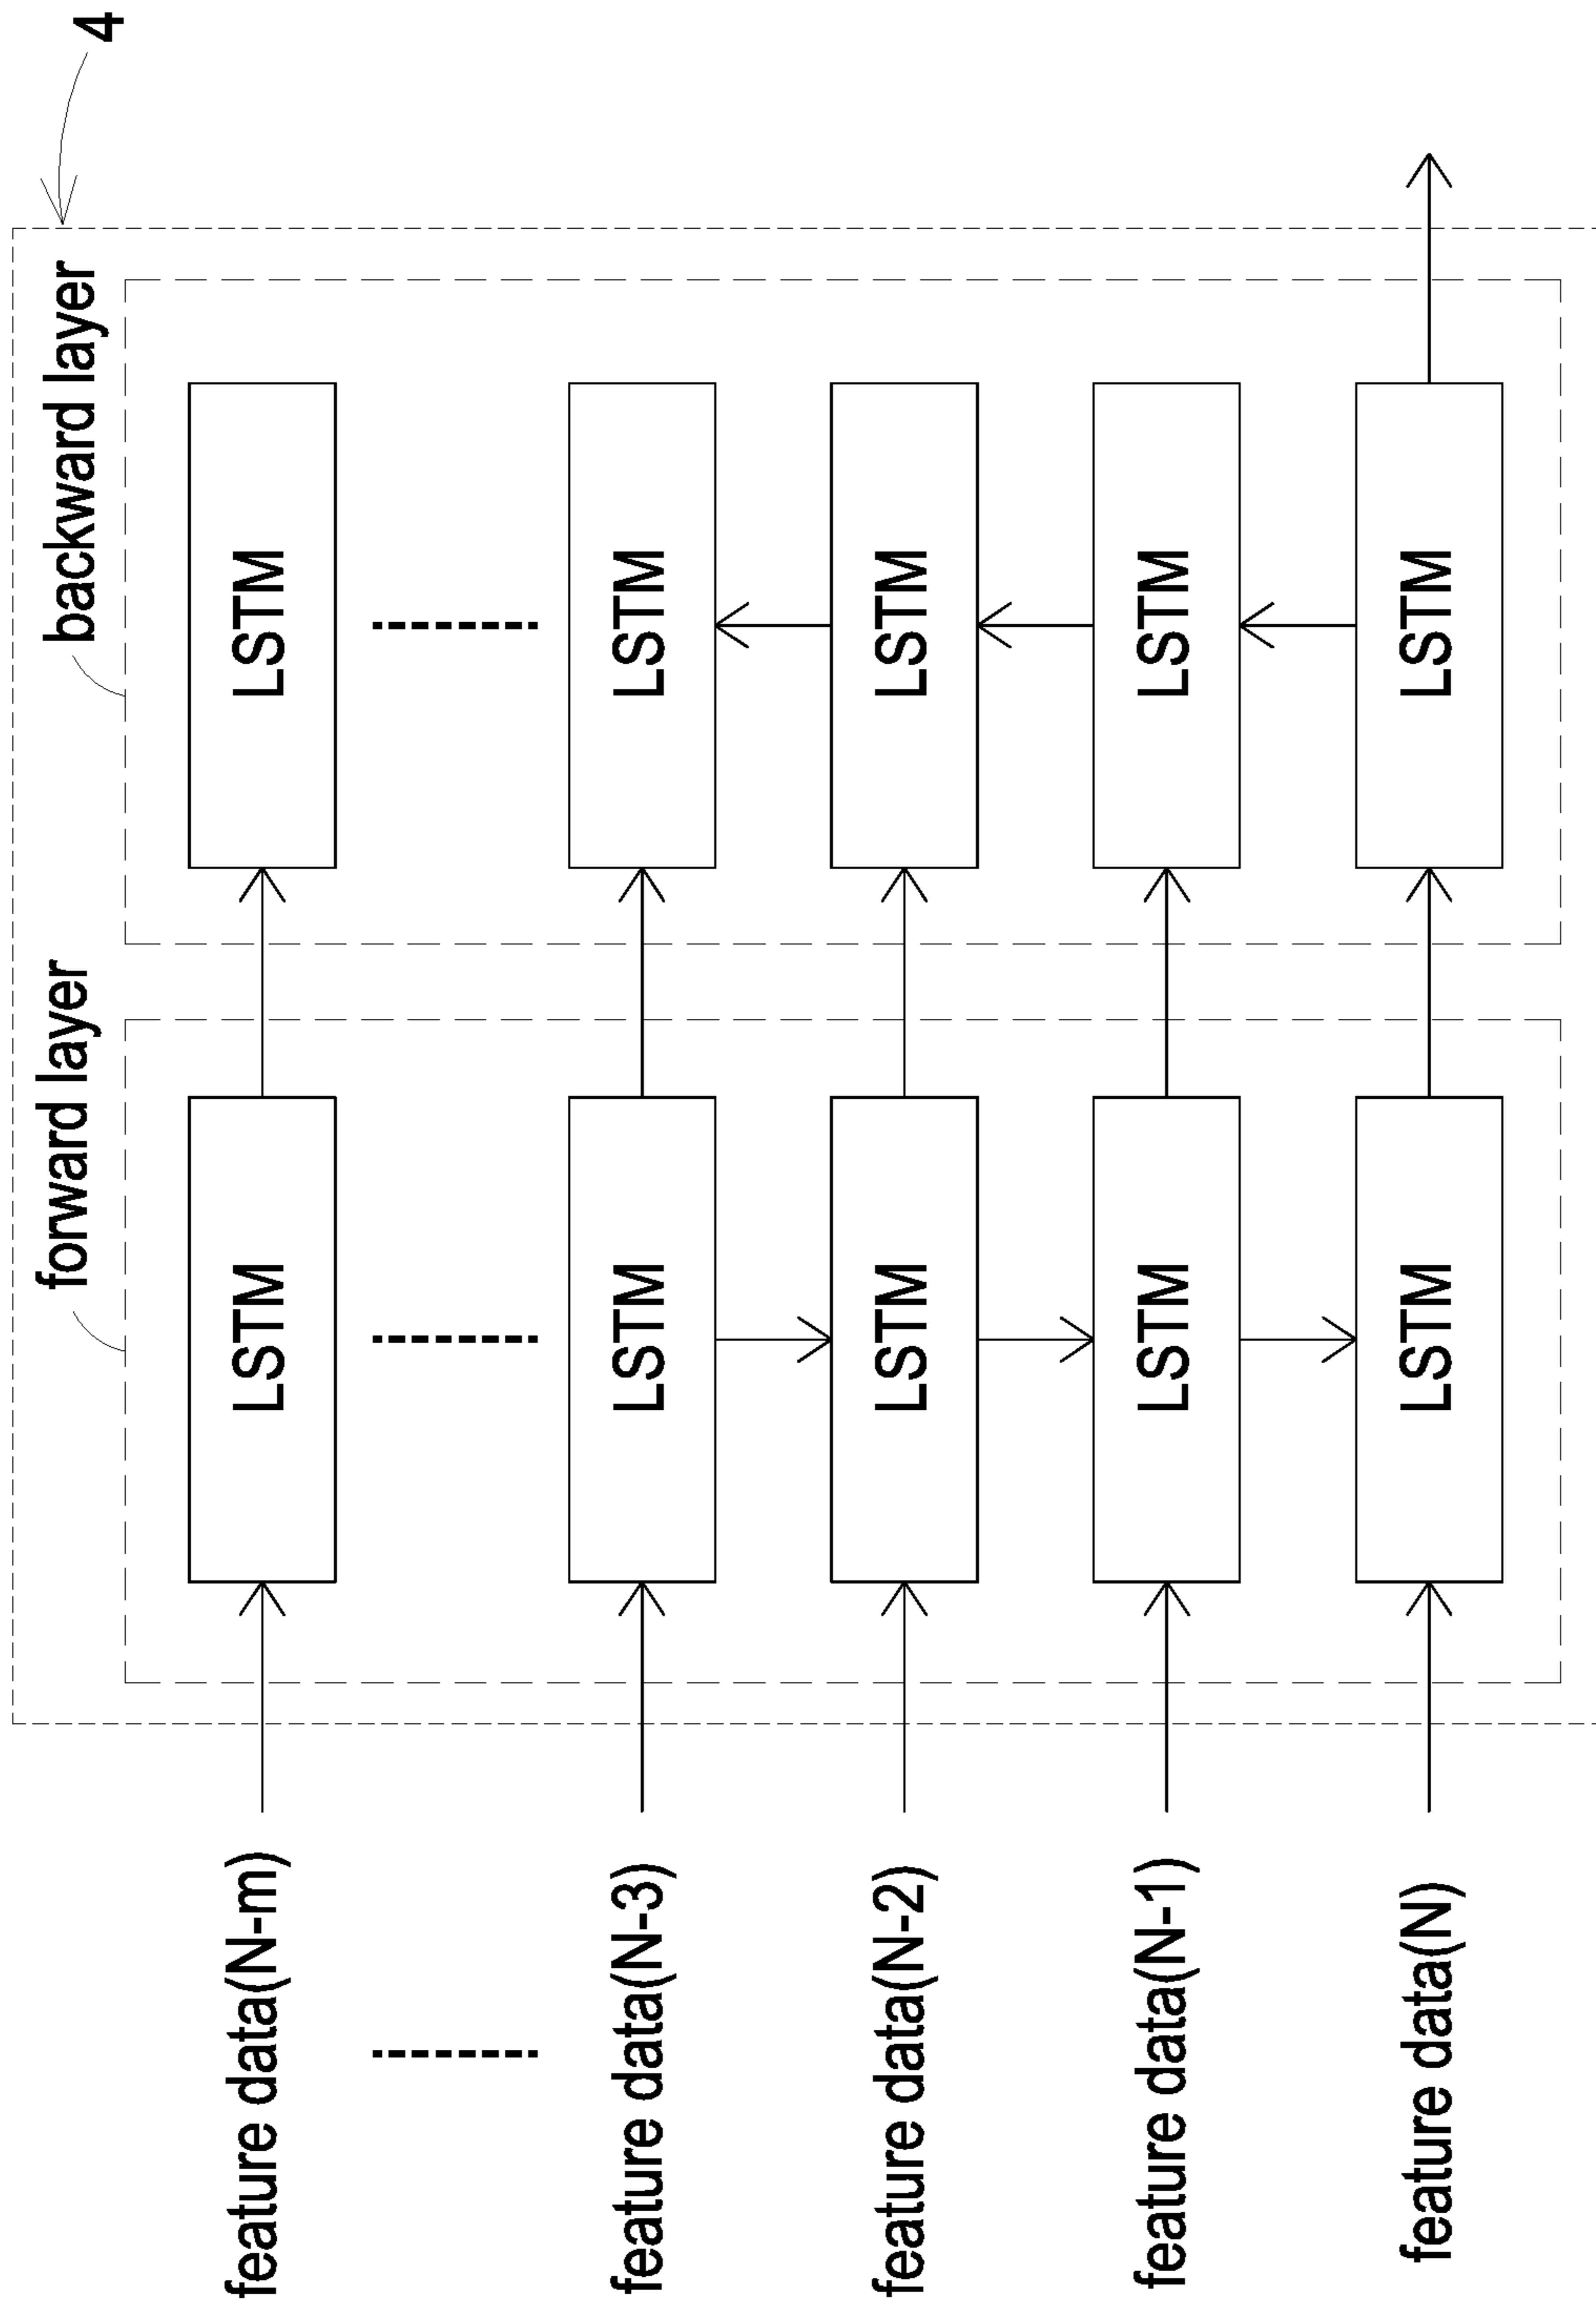 4
backward layer
LSTM LSTM LSTM LSTM LSTM
forward layer
LSTM LSTM LSTM LSTM LSTM
feature data(N-m)
feature data(N-3)
feature data(N-2)
feature data(N-1)
feature data(N)